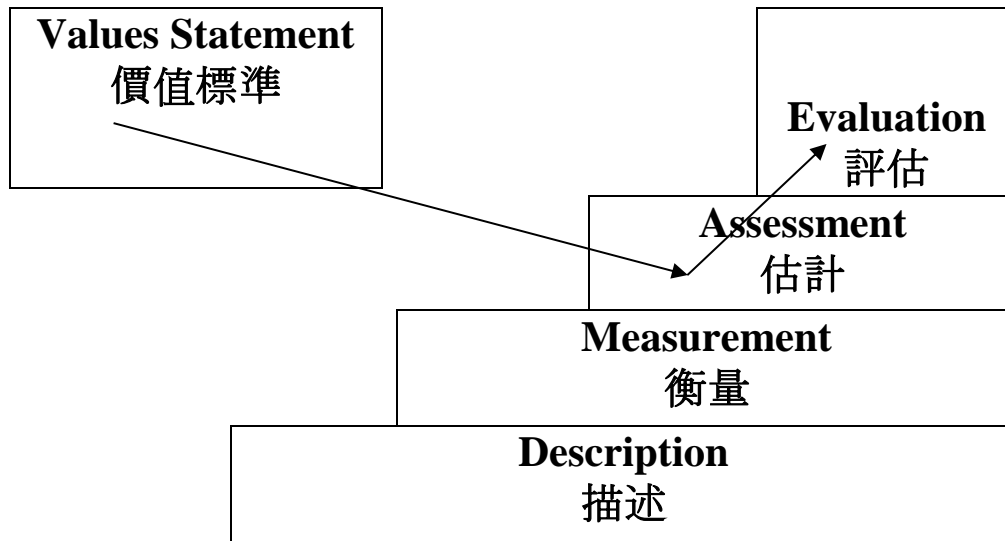 Values Statement
價值標準
Evaluation
評估
Assessment
估計
Measurement
衡量
Description
描述